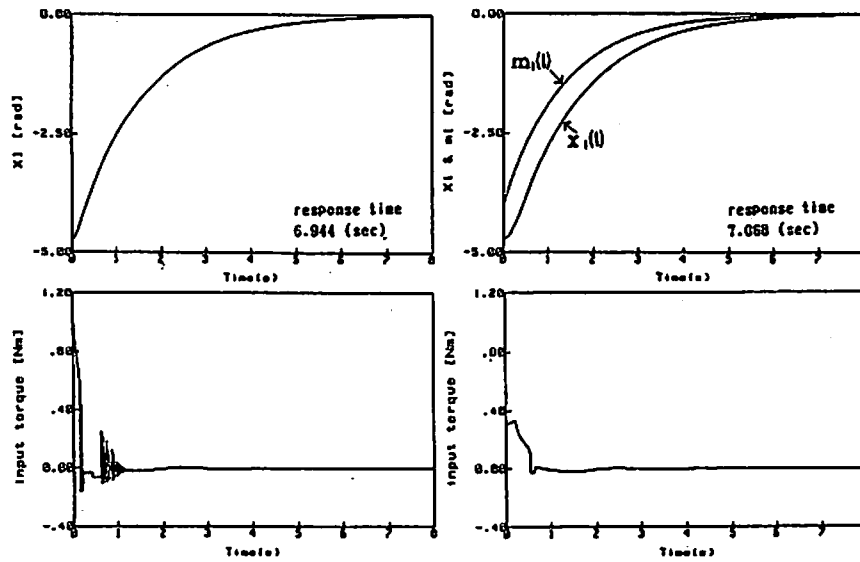 0.00
X1 [rad]
-2.50
-5.00
response time
6.944 (sec)
0 1 2 3 4 5 6 7 8
Time(s)
0.00
X1 & m1 [rad]
-2.50
-5.00
m₁(t)
x₁(t)
response time
7.068 (sec)
0 1 2 3 4 5 6 7
Time(s)
1.20
Input torque [Nm]
.80
.40
0.00
-.40
0 1 2 3 4 5 6 7 8
Time(s)
1.20
input torque [Nm]
.80
.40
0.00
-.40
0 1 2 3 4 5 6 7
Time(s)